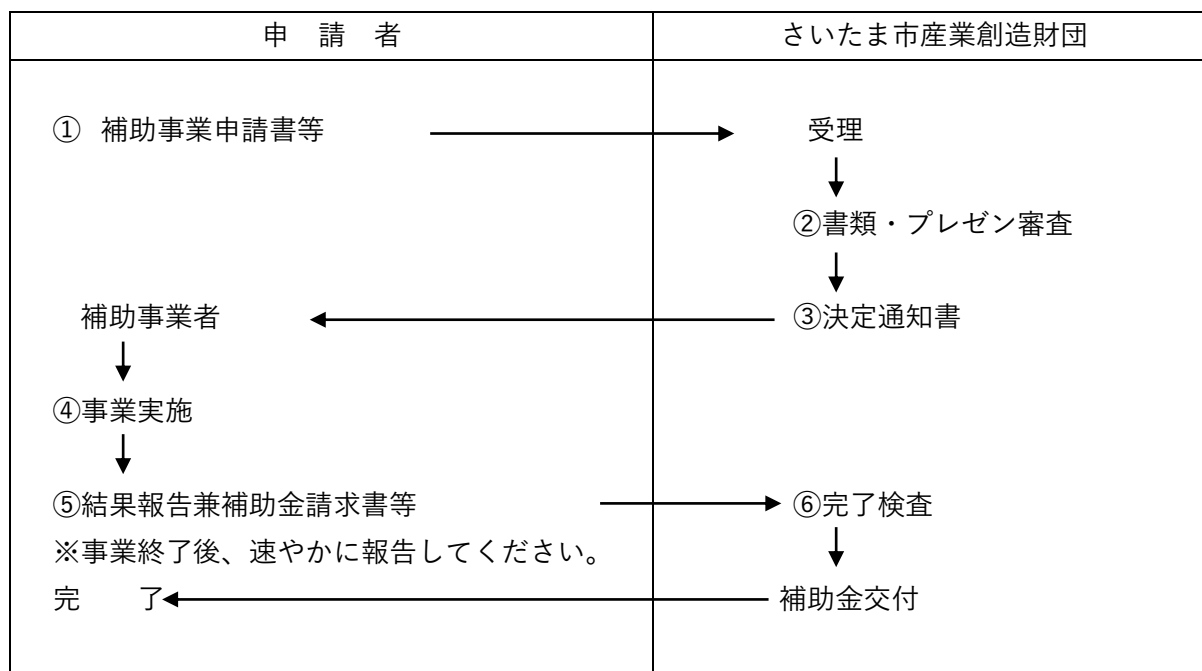 申　請　者
さいたま市産業創造財団
①　補助事業申請書等
受理
②書類・プレゼン審査
補助事業者
③決定通知書
④事業実施
⑤結果報告兼補助金請求書等
⑥完了検査
※事業終了後、速やかに報告してください。
完　　了
補助金交付